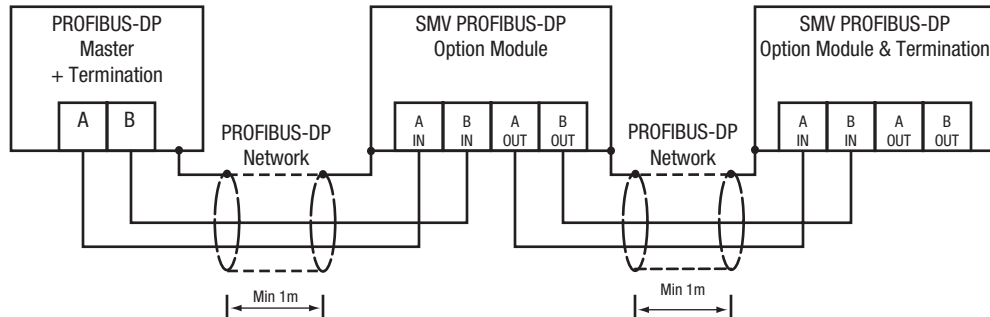 PROFIBUS-DP
Master
+ Termination
A
B
PROFIBUS-DP
Network
Min 1m
SMV PROFIBUS-DP
Option Module
A
IN
B
IN
A
OUT
B
OUT
PROFIBUS-DP
Network
Min 1m
SMV PROFIBUS-DP
Option Module & Termination
A
IN
B
IN
A
OUT
B
OUT